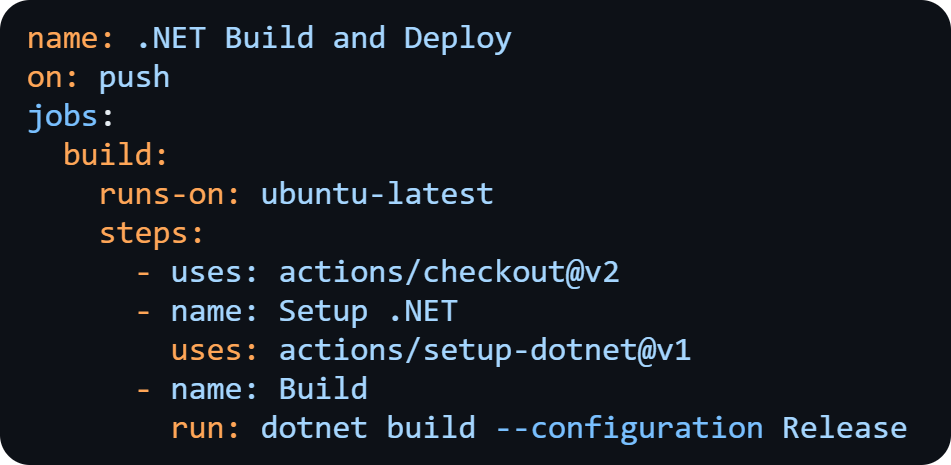 name: .NET Build and Deploy
on: push
jobs:
  build:
    runs-on: ubuntu-latest
    steps:
      - uses: actions/checkout@v2
      - name: Setup .NET
        uses: actions/setup-dotnet@v1
      - name: Build
        run: dotnet build --configuration Release